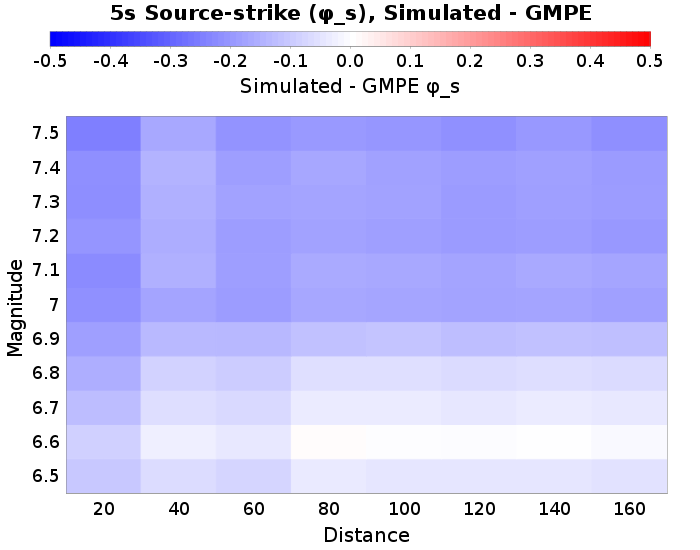 5s Source-strike (φ_s), Simulated - GMPE
-0.5 -0.4 -0.3 -0.2 -0.1 0.0 0.1 0.2 0.3 0.4 0.5
Simulated - GMPE φ_s
Magnitude
7.5
7.4
7.3
7.2
7.1
7
6.9
6.8
6.7
6.6
6.5
20 40 60 80 100 120 140 160
Distance